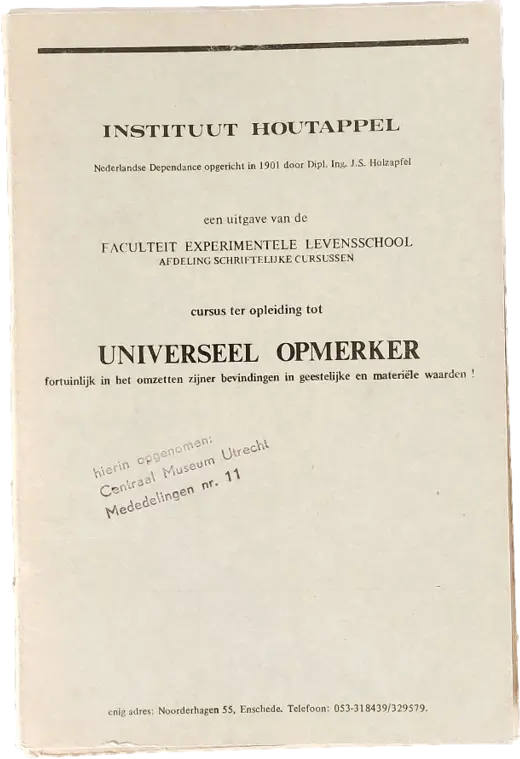 INSTITUUT HOUTAPPEL
Nederlandse Dependance opgericht in 1901 door Dipl. Ing. J.S. Holzapfel
een uitgave van de
FACULTEIT EXPERIMENTELE LEVENSSCHOOL
AFDELING SCHRIFTELIJKE CURSUSSEN
cursus ter opleiding tot
UNIVERSEEL OPMERKER
fortuinlijk in het omzetten zijner bevindingen in geestelijke en materiële waarden !
hierin opgenomen:
Centraal Museum Utrecht
Mededelingen nr. 11
enig adres: Noorderhagen 55, Enschede. Telefoon: 053-318439/329579.